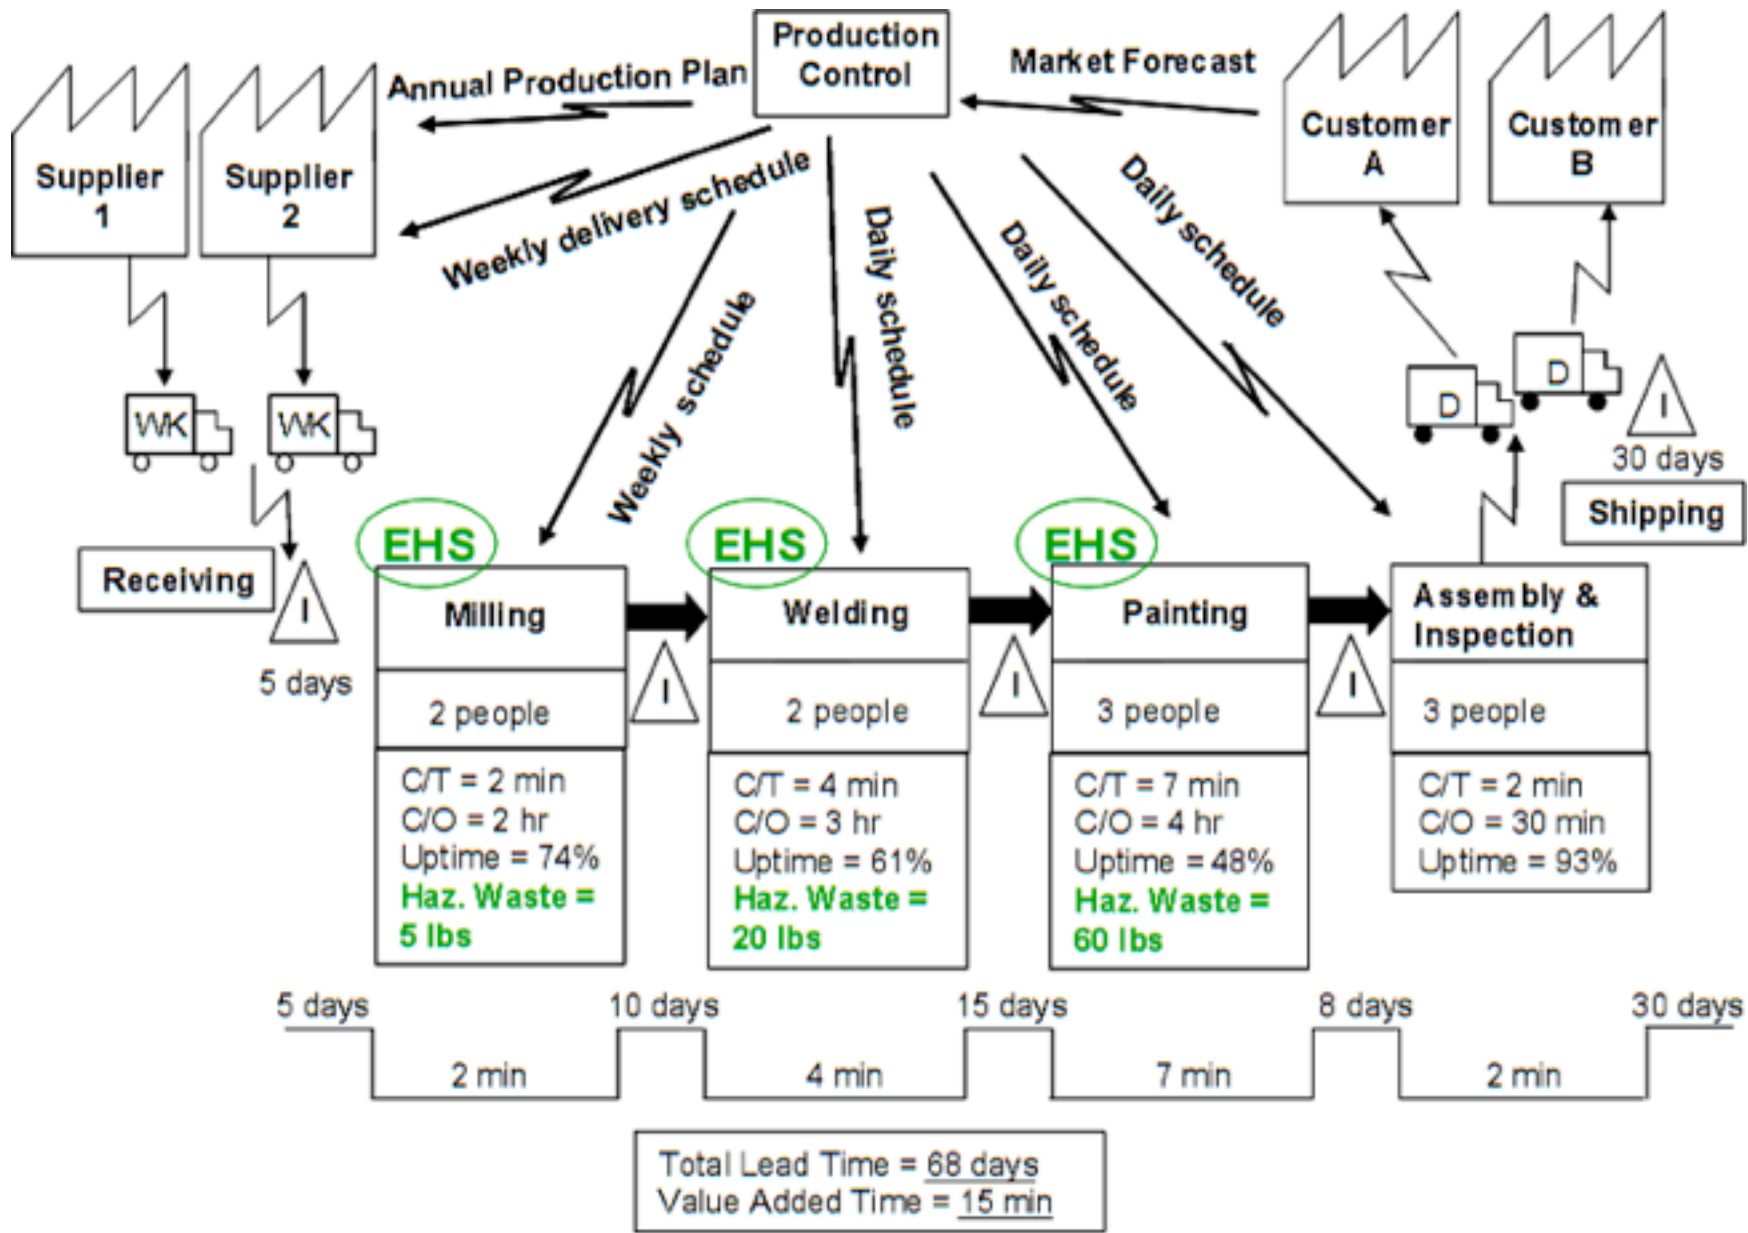 Production
Control
Annual Production Plan
Market Forecast
Supplier
1
Supplier
2
Customer
A
Customer
B
Weekly delivery schedule
Weekly schedule
Daily schedule
Daily schedule
Daily schedule
WK
WK
D
D
I
30 days
Shipping
Receiving
I
5 days
EHS
Milling
2 people
C/T = 2 min
C/O = 2 hr
Uptime = 74%
Haz. Waste =
5 lbs
I
EHS
Welding
2 people
C/T = 4 min
C/O = 3 hr
Uptime = 61%
Haz. Waste =
20 lbs
I
EHS
Painting
3 people
C/T = 7 min
C/O = 4 hr
Uptime = 48%
Haz. Waste =
60 lbs
I
Assembly &
Inspection
3 people
C/T = 2 min
C/O = 30 min
Uptime = 93%
5 days
10 days
15 days
8 days
30 days
2 min
4 min
7 min
2 min
Total Lead Time = 68 days
Value Added Time = 15 min